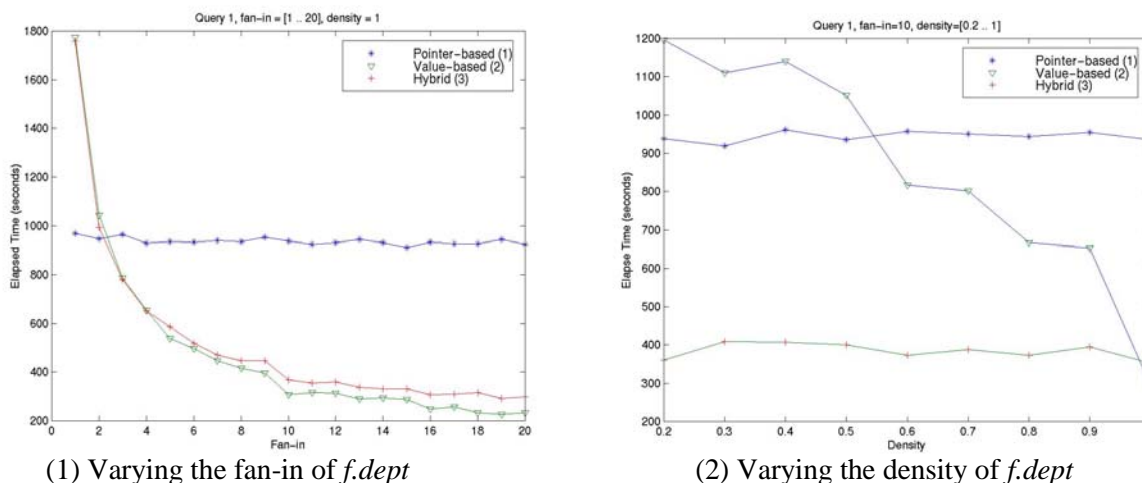 Query 1, fan-in = [1 .. 20], density = 1
1800
1600
1400
1200
1000
800
600
400
200
Elapsed Time (seconds)
Pointer-based (1)
Value-based (2)
Hybrid (3)
0
2
4
6
8
10
12
14
16
18
20
Fan-in
(1) Varying the fan-in of f.dept
Query 1, fan-in=10, density=[0.2 .. 1]
1200
1100
1000
900
800
700
600
500
400
300
200
Elapse Time (seconds)
Pointer-based (1)
Value-based (2)
Hybrid (3)
0.2
0.3
0.4
0.5
0.6
0.7
0.8
0.9
Density
(2) Varying the density of f.dept